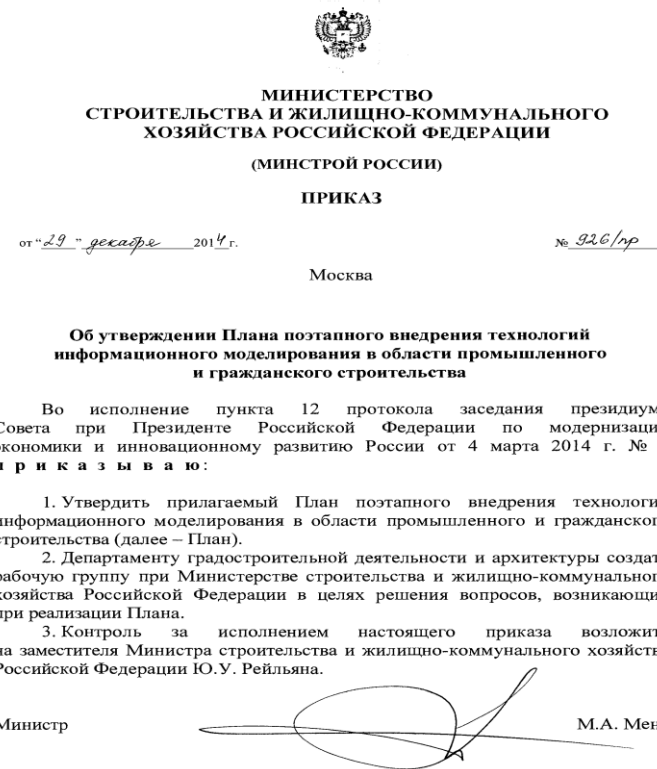 МИНИСТЕРСТВО
СТРОИТЕЛЬСТВА И ЖИЛИЩНО-КОММУНАЛЬНОГО
ХОЗЯЙСТВА РОССИЙСКОЙ ФЕДЕРАЦИИ
(МИНСТРОЙ РОССИИ)
ПРИКАЗ
от "29" декабря 2014 г. № 926/пр
Москва
Об утверждении Плана поэтапного внедрения технологий
информационного моделирования в области промышленного
и гражданского строительства
Во исполнение пункта 12 протокола заседания президиум
Совета при Президенте Российской Федерации по модернизаци
экономики и инновационному развитию России от 4 марта 2014 г. №
п р и к а з ы в а ю:
1. Утвердить прилагаемый План поэтапного внедрения технологи
информационного моделирования в области промышленного и гражданског
строительства (далее – План).
2. Департаменту градостроительной деятельности и архитектуры создат
рабочую группу при Министерстве строительства и жилищно-коммунальног
хозяйства Российской Федерации в целях решения вопросов, возникающи
при реализации Плана.
3. Контроль за исполнением настоящего приказа возложит
на заместителя Министра строительства и жилищно-коммунального хозяйств
Российской Федерации Ю.У. Рейльяна.
Министр М.А. Мен